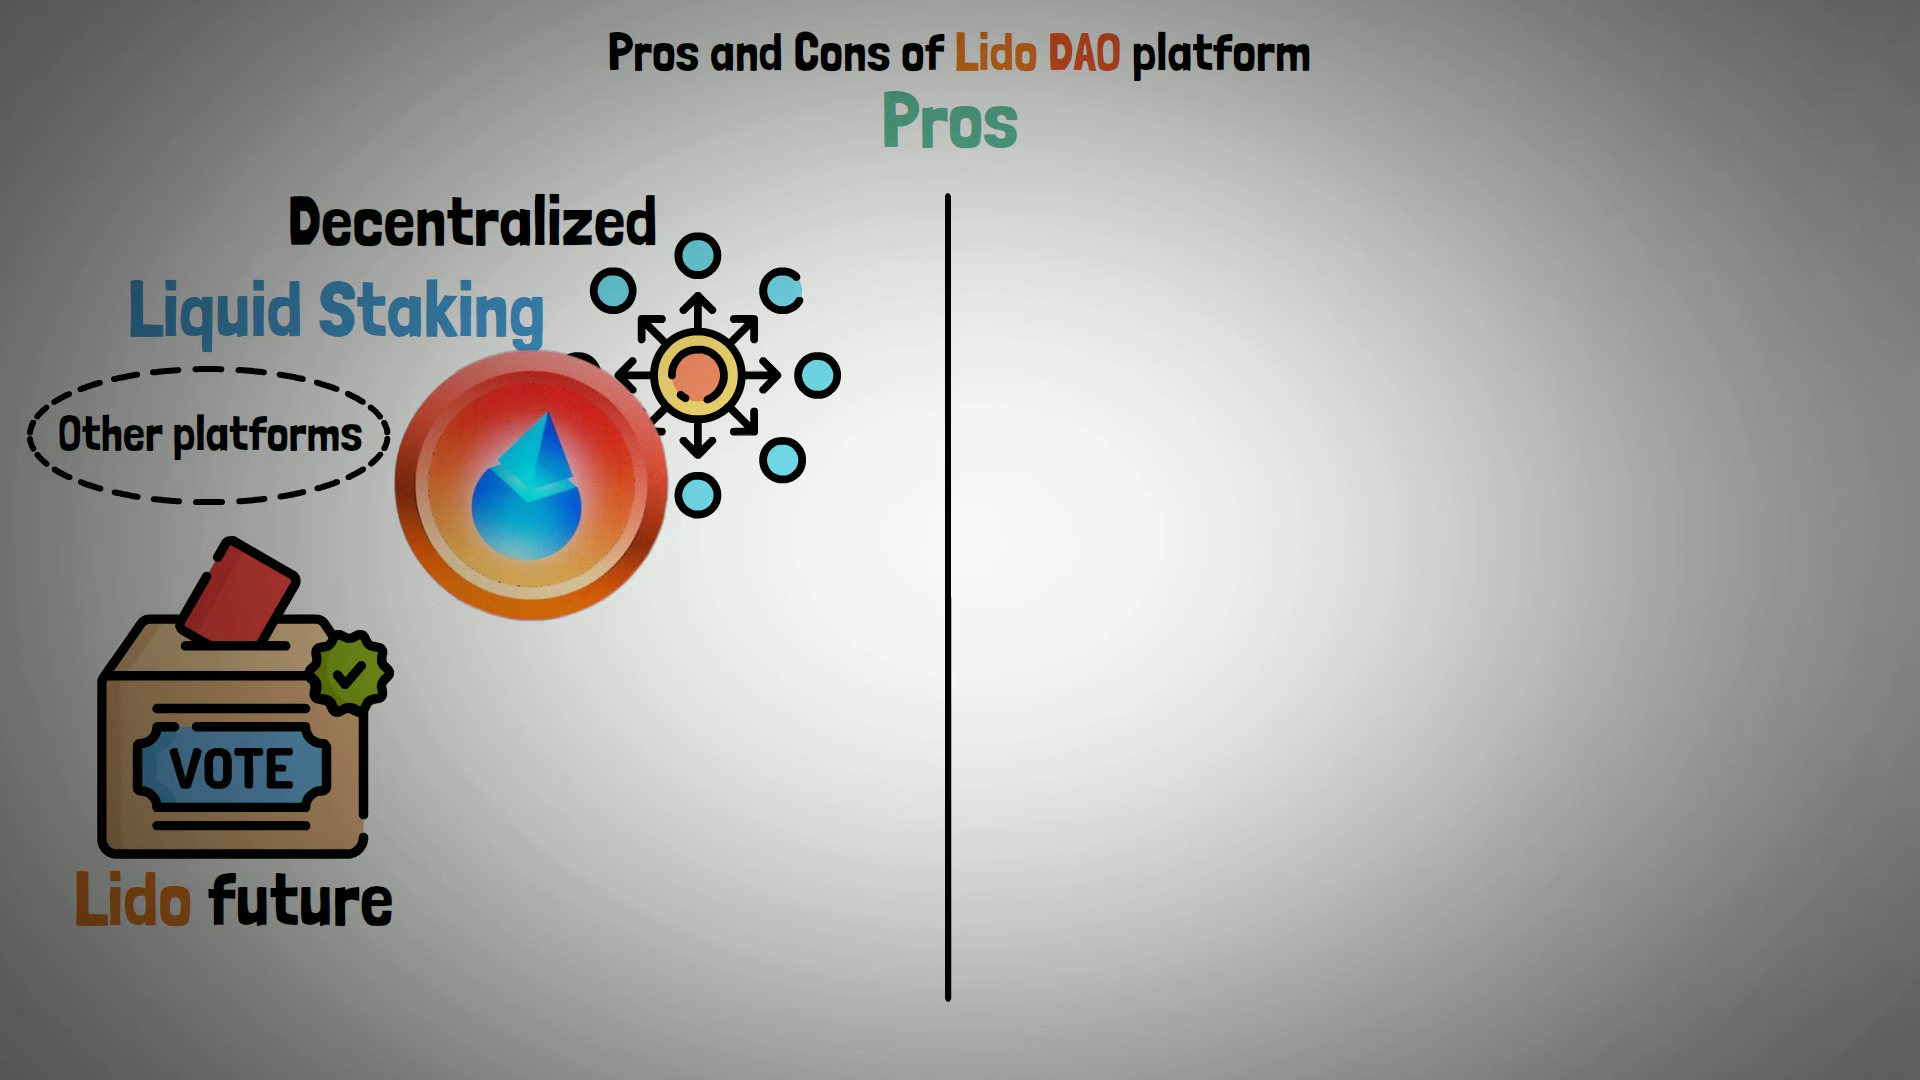 Pros and Cons of Lido DAO platform
Pros
Decentralized
Liquid Staking
Other platforms
VOTE
Lido future